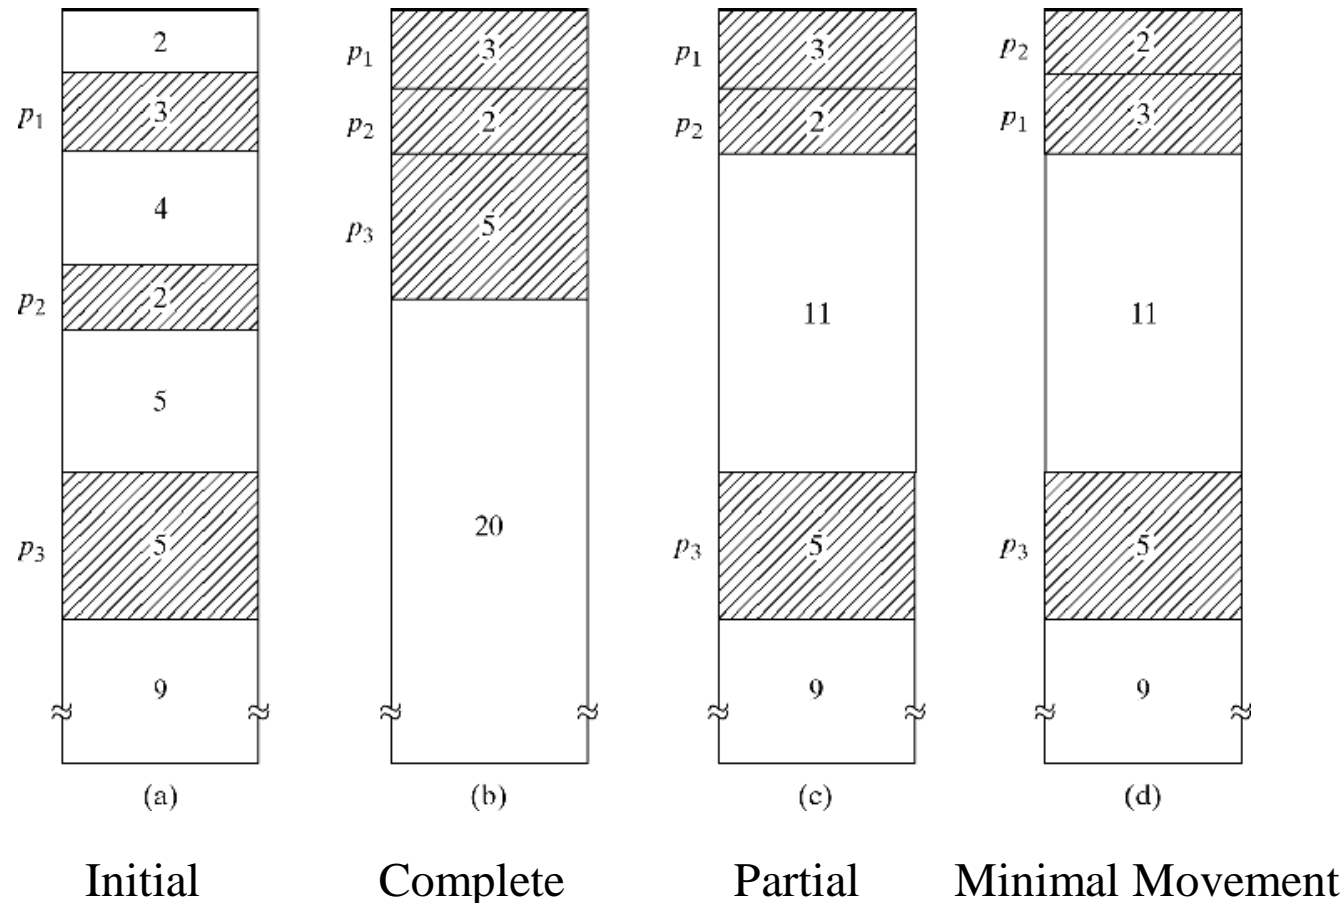 2
p1 3
4
p2 2
5
p3 5
9
(a)
Initial
p1 3
p2 2
p3 5
20
(b)
Complete
p1 3
p2 2
11
p3 5
9
(c)
Partial
p2 2
p1 3
11
p3 5
9
(d)
Minimal Movement